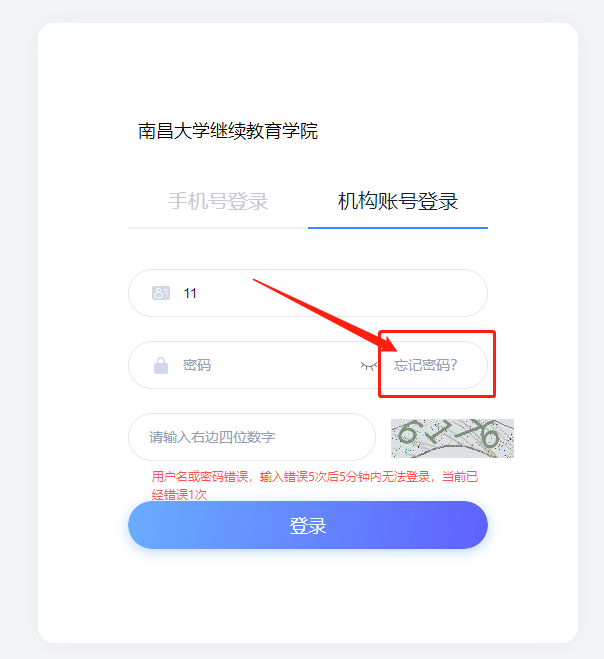 南昌大学继续教育学院
手机号登录 机构账号登录
11
密码 忘记密码？
请输入右边四位数字
用户名或密码错误，输入错误5次后5分钟内无法登录，当前已
经错误1次
登录